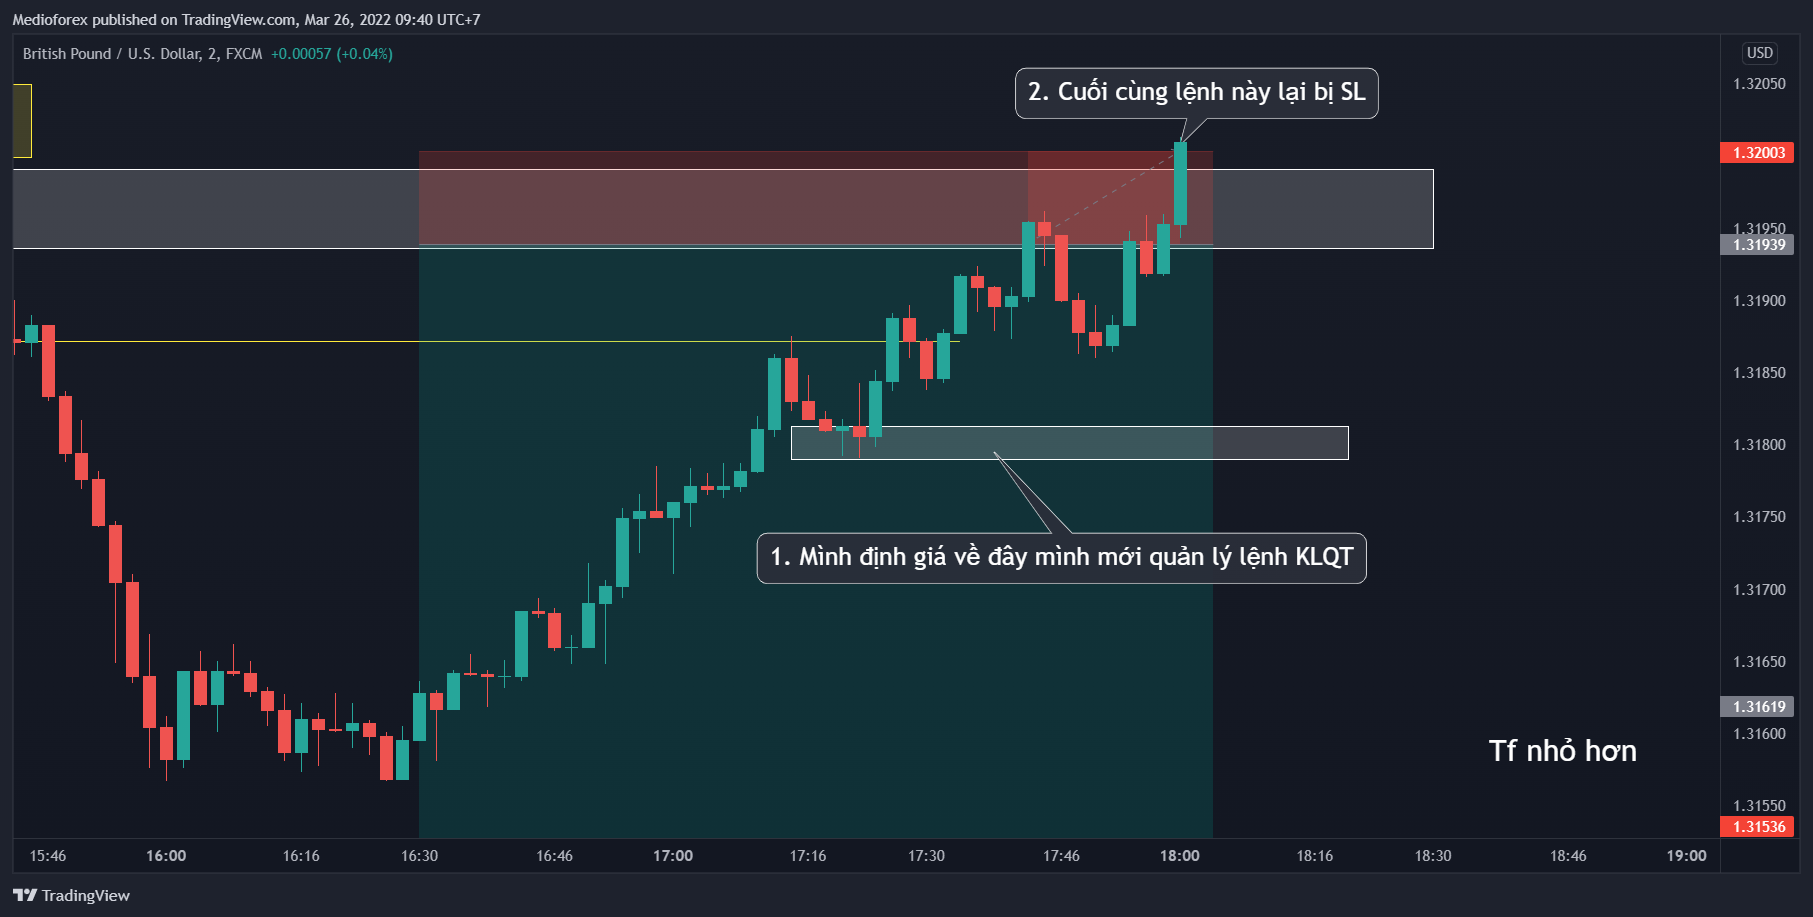 Medioforex published on TradingView.com, Mar 26, 2022 09:40 UTC+7
British Pound / U.S. Dollar, 2, FXCM +0.00057 (+0.04%)
USD
1.32050
2. Cuối cùng lệnh này lại bị SL
1.32003
1.31950
1.31939
1.31900
1.31850
1.31800
1.31750
1. Mình định giá về đây mình mới quản lý lệnh KLQT
1.31700
1.31650
1.31619
1.31600
Tf nhỏ hơn
1.31550
1.31536
15:46 16:00 16:16 16:30 16:46 17:00 17:16 17:30 17:46 18:00 18:16 18:30 18:46 19:00
TradingView